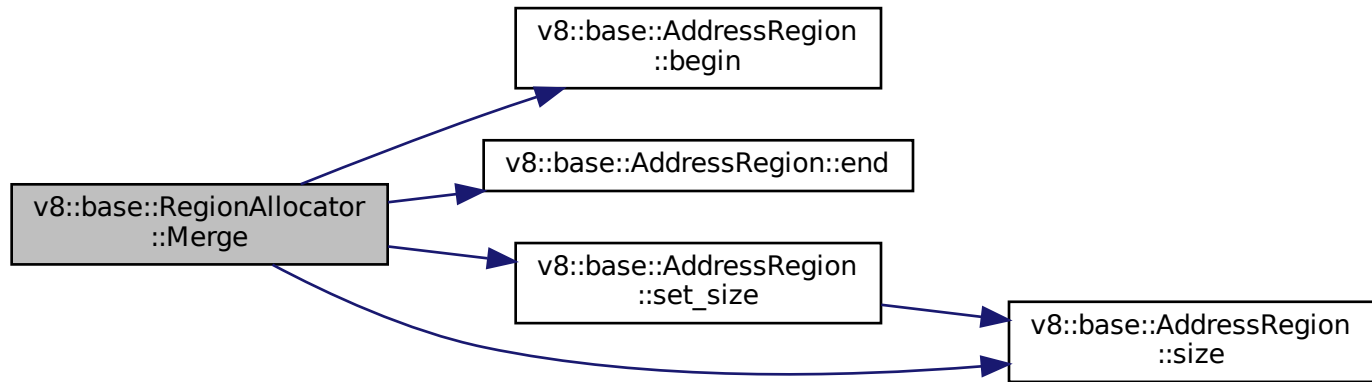 v8::base::AddressRegion
::begin
v8::base::AddressRegion::end
v8::base::RegionAllocator
::Merge
v8::base::AddressRegion
::set_size
v8::base::AddressRegion
::size